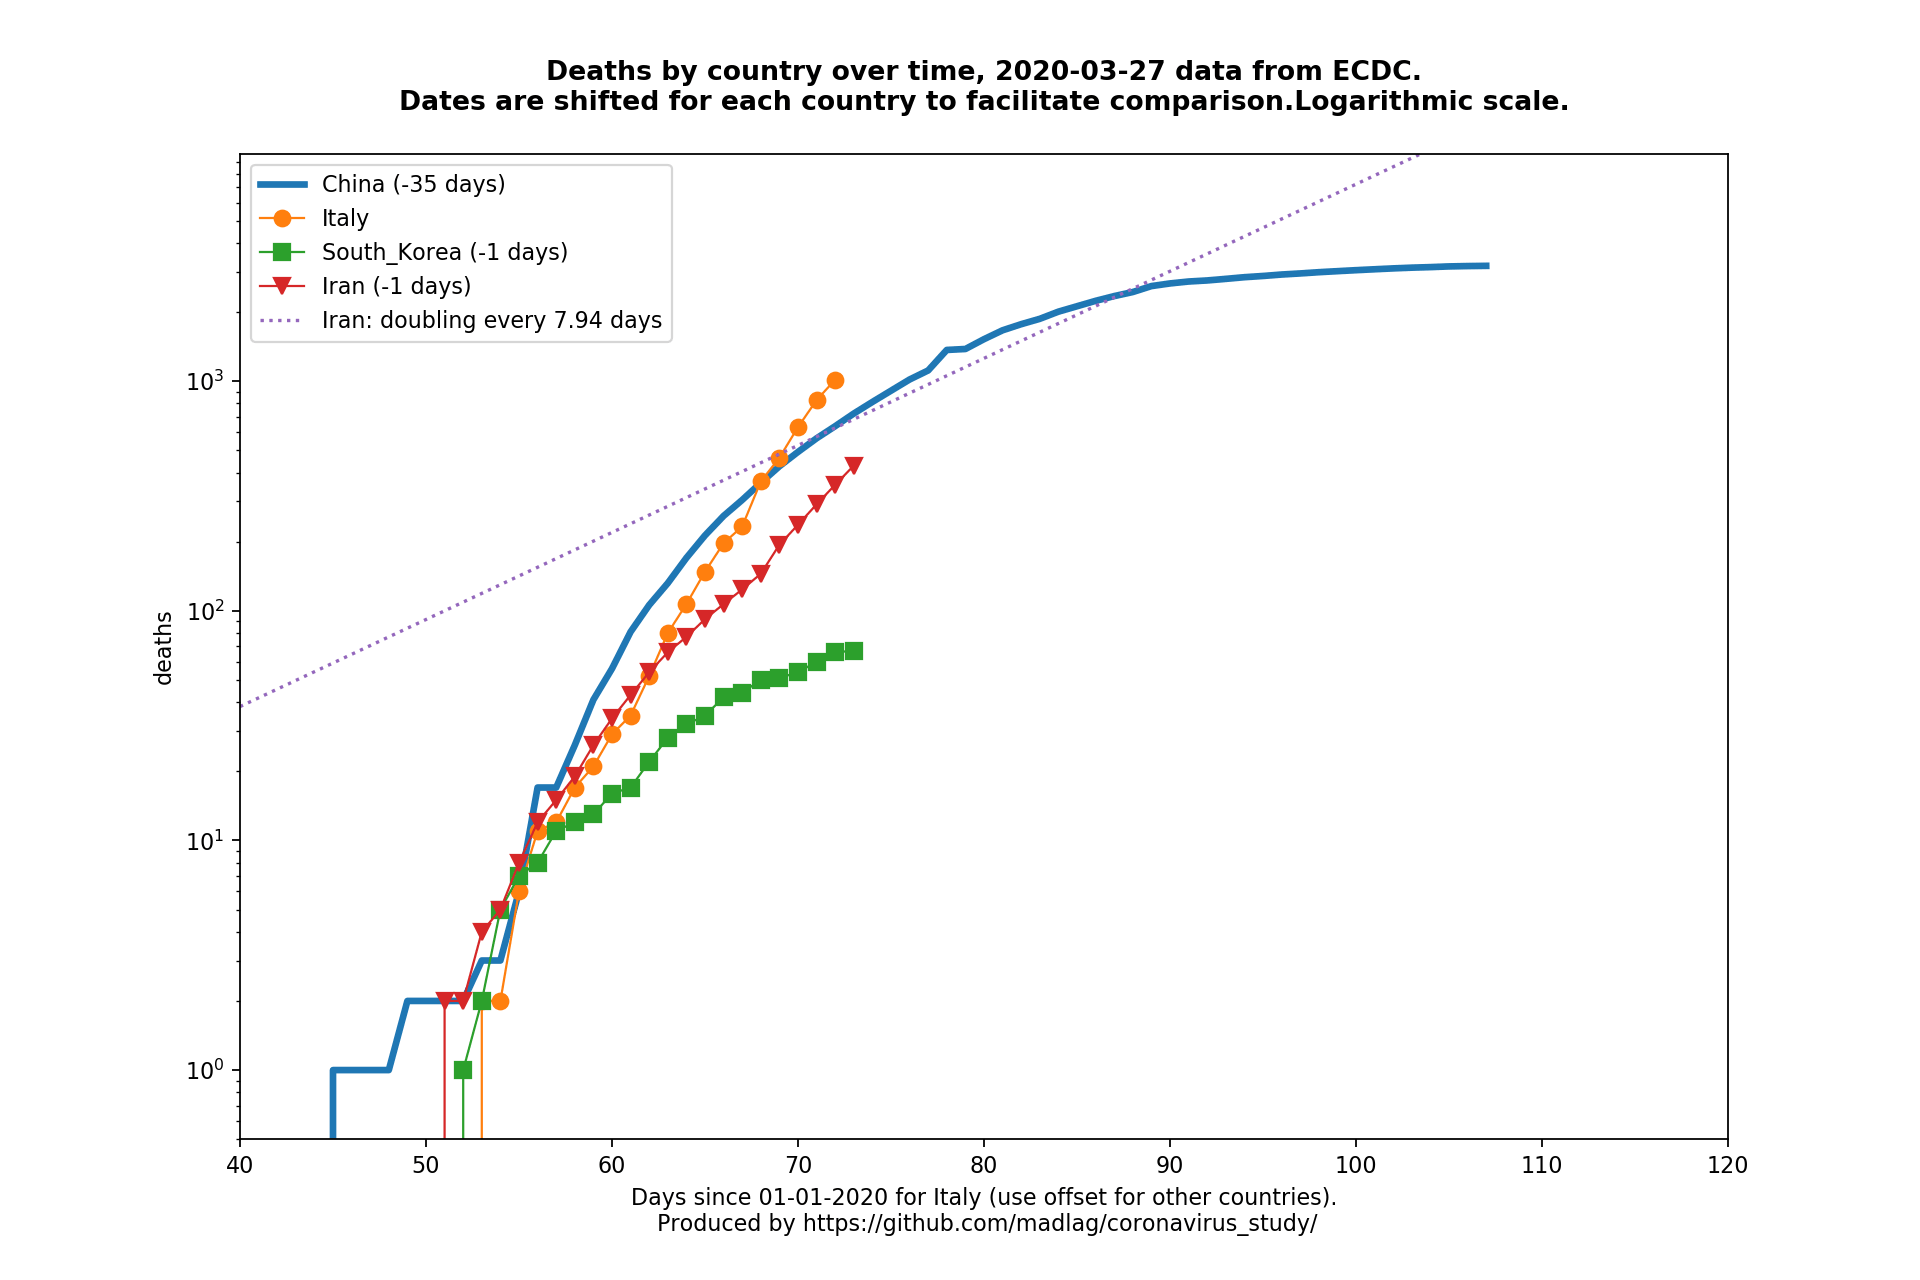 Deaths by country over time, 2020-03-27 data from ECDC.
Dates are shifted for each country to facilitate comparison.Logarithmic scale.
China (-35 days)
Italy
South_Korea (-1 days)
Iran (-1 days)
Iran: doubling every 7.94 days
10³
10²
10¹
10⁰
deaths
40 50 60 70 80 90 100 110 120
Days since 01-01-2020 for Italy (use offset for other countries).
Produced by https://github.com/madlag/coronavirus_study/